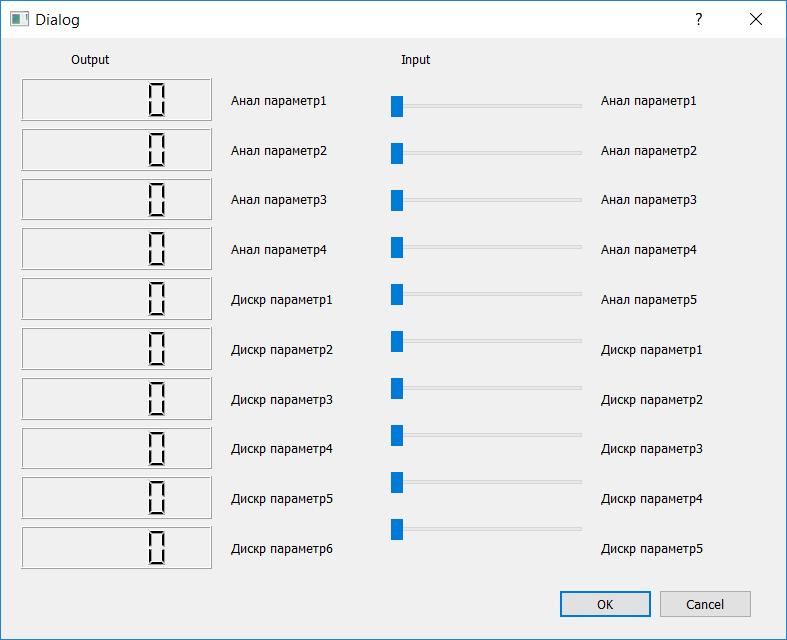 Dialog
?
Output Input
0 Анал параметр1 Анал параметр1
0 Анал параметр2 Анал параметр2
0 Анал параметр3 Анал параметр3
0 Анал параметр4 Анал параметр4
0 Дискр параметр1 Анал параметр5
0 Дискр параметр2 Дискр параметр1
0 Дискр параметр3 Дискр параметр2
0 Дискр параметр4 Дискр параметр3
0 Дискр параметр5 Дискр параметр4
0 Дискр параметр6 Дискр параметр5
OK Cancel